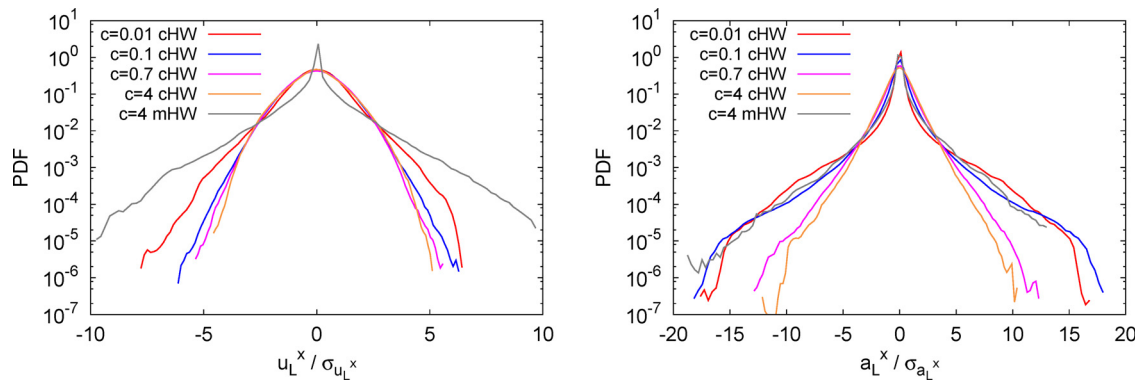 10^1
10^0
10^-1
10^-2
10^-3
10^-4
10^-5
10^-6
10^-7
PDF
c=0.01 cHW
c=0.1 cHW
c=0.7 cHW
c=4 cHW
c=4 mHW
-10 -5 0 5 10
u_L^x / σ_{u_L^x}
10^1
10^0
10^-1
10^-2
10^-3
10^-4
10^-5
10^-6
10^-7
PDF
c=0.01 cHW
c=0.1 cHW
c=0.7 cHW
c=4 cHW
c=4 mHW
-20 -15 -10 -5 0 5 10 15 20
a_L^x / σ_{a_L^x}